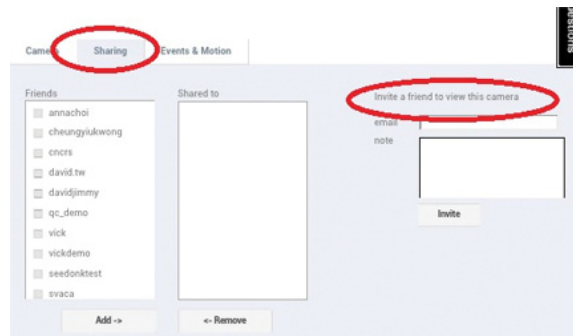 Camera
Sharing
Events & Motion
Friends
annachoi
cheungyiukwong
cncrs
david.tw
davidjimmy
qc_demo
vick
vickdemo
seedonktest
svaca
Add ->
Shared to
<- Remove
Invite a friend to view this camera
email
note
Invite